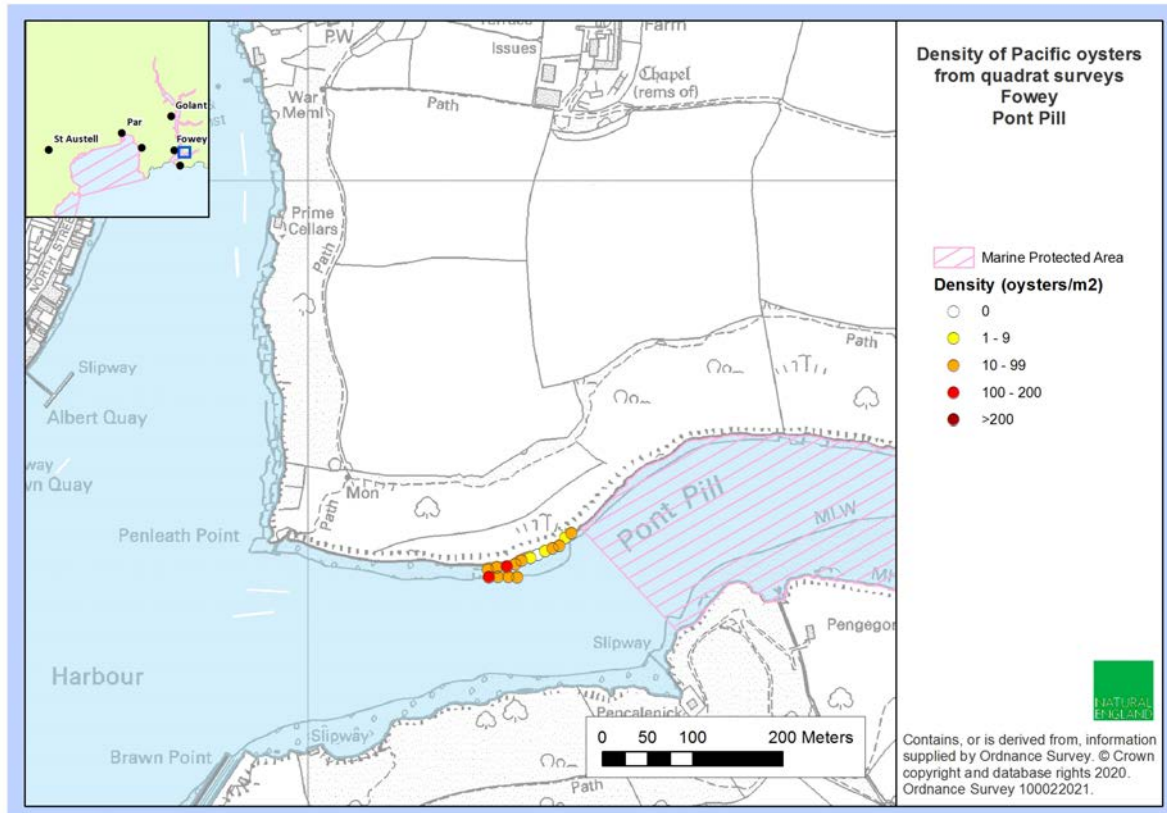 Density of Pacific oysters
from quadrat surveys
Fowey
Pont Pill
Marine Protected Area
Density (oysters/m2)
0
1 - 9
10 - 99
100 - 200
>200
NATURAL
ENGLAND
Contains, or is derived from, information
supplied by Ordnance Survey. © Crown
copyright and database rights 2020.
Ordnance Survey 100022021.
Golant
Par
St Austell
Fowey
PW
Issues
Farm
Chapel
(rems of)
Path
War
Meml
Prime
Cellars
Path
NORTH STREET
Slipway
Albert Quay
Path
Mon
Path
Penleath Point
Pont Pill
MLW
Slipway
Harbour
Pencalenick
Slipway
Brawn Point
Path
0 50 100 200 Meters